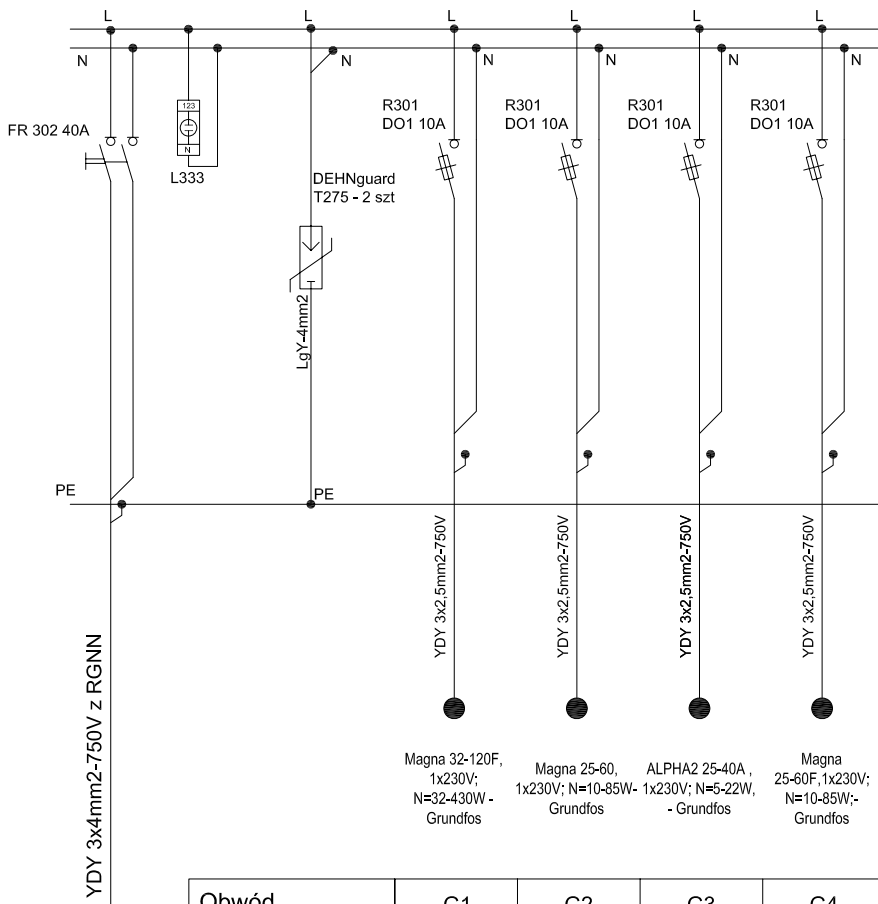 L L L L L L
N N N N N N
FR 302 40A
123
N
L333
DEHNguard
T275 - 2 szt
LgY-4mm2
R301
DO1 10A
R301
DO1 10A
R301
DO1 10A
R301
DO1 10A
PE
PE
YDY 3x4mm2-750V z RGNN
YDY 3x2,5mm2-750V
YDY 3x2,5mm2-750V
YDY 3x2,5mm2-750V
YDY 3x2,5mm2-750V
Magna 32-120F,
1x230V;
N=32-430W -
Grundfos
Magna 25-60,
1x230V; N=10-85W-
Grundfos
ALPHA2 25-40A ,
1x230V; N=5-22W,
- Grundfos
Magna
25-60F,1x230V;
N=10-85W;-
Grundfos
Obwód